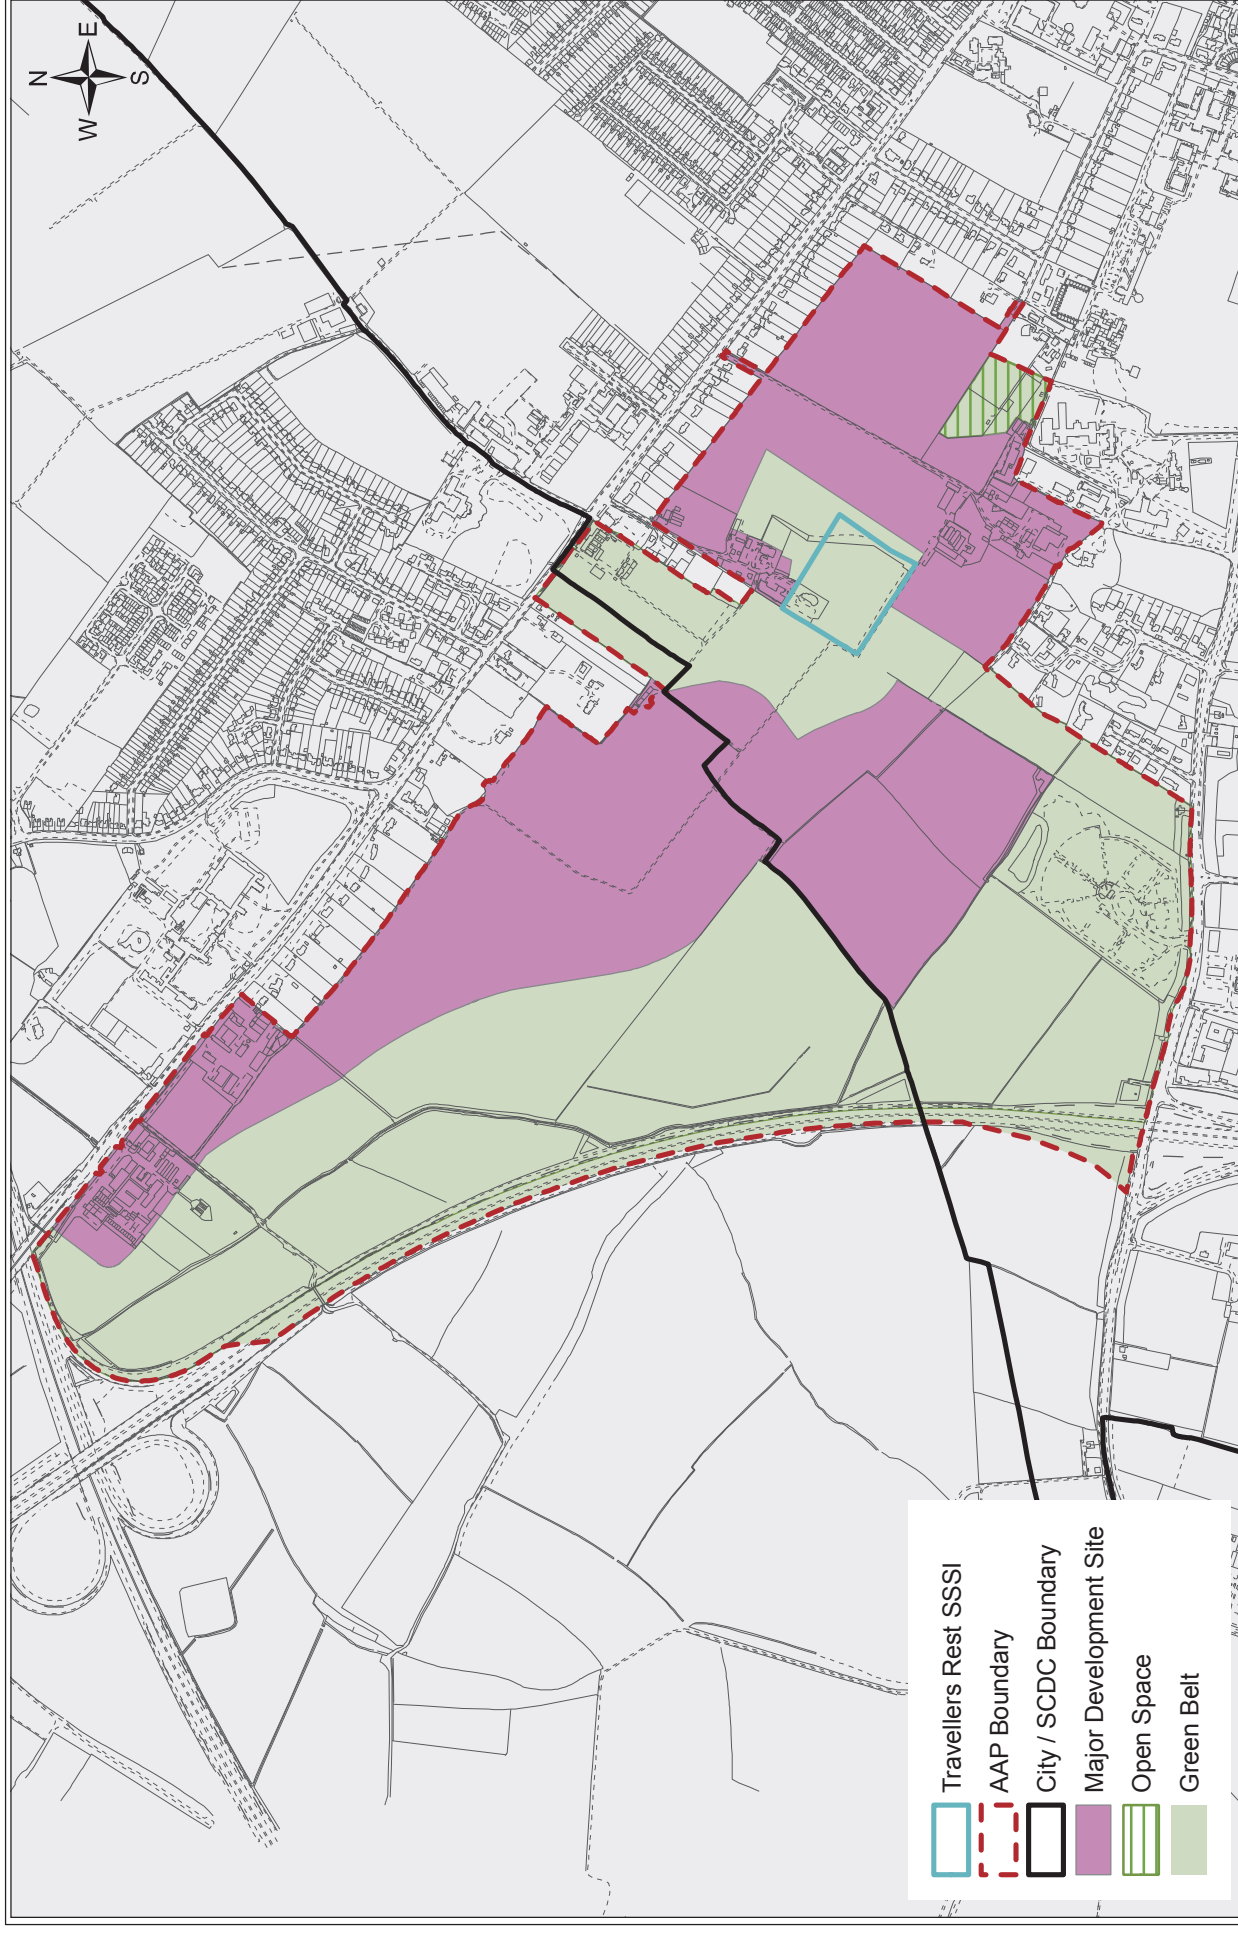 N
E
S
W
Travellers Rest SSSI
AAP Boundary
City / SCDC Boundary
Major Development Site
Open Space
Green Belt